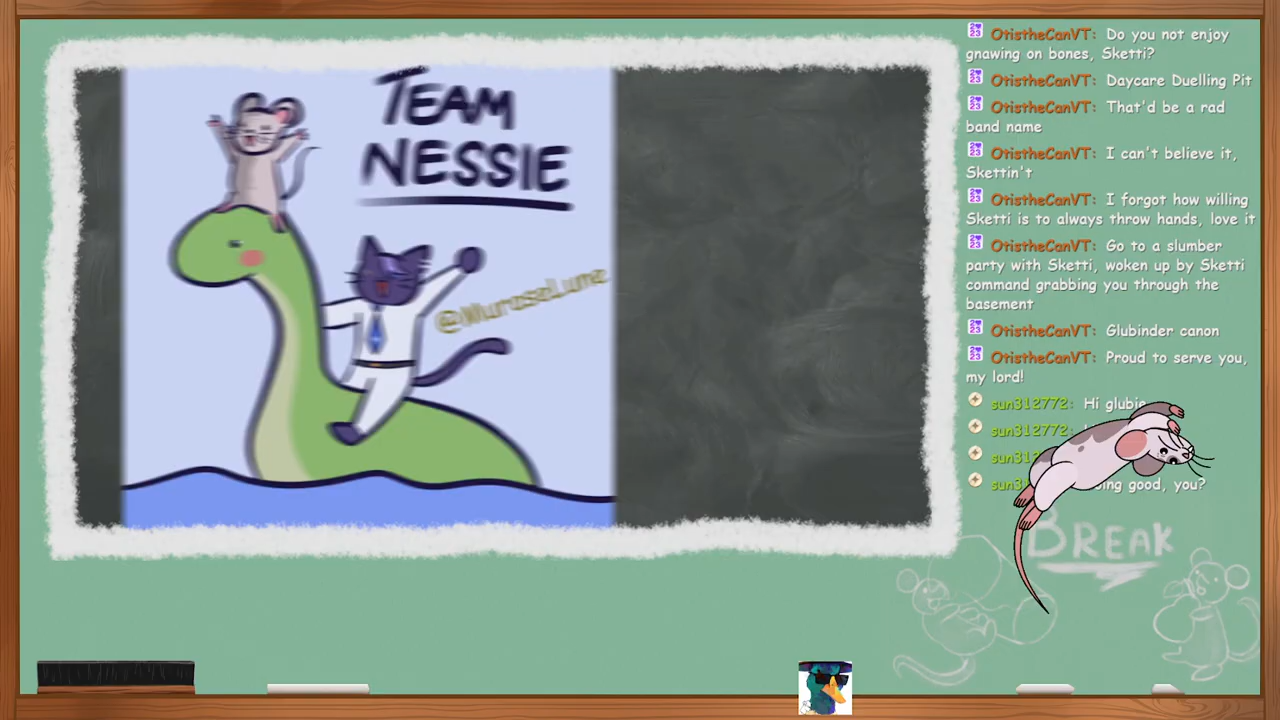 TEAM
NESSIE
@MuroseLune
OtistheCanVT: Do you not enjoy
gnawing on bones, Sketti?
OtistheCanVT: Daycare Duelling Pit
OtistheCanVT: That'd be a rad
band name
OtistheCanVT: I can't believe it,
Skettin't
OtistheCanVT: I forgot how willing
Sketti is to always throw hands, love it
OtistheCanVT: Go to a slumber
party with Sketti, woken up by Sketti
command grabbing you through the
basement
OtistheCanVT: Glubinder canon
OtistheCanVT: Proud to serve you,
my lord!
sun312772: Hi glubie
sun312772:
good, you?
BREAK